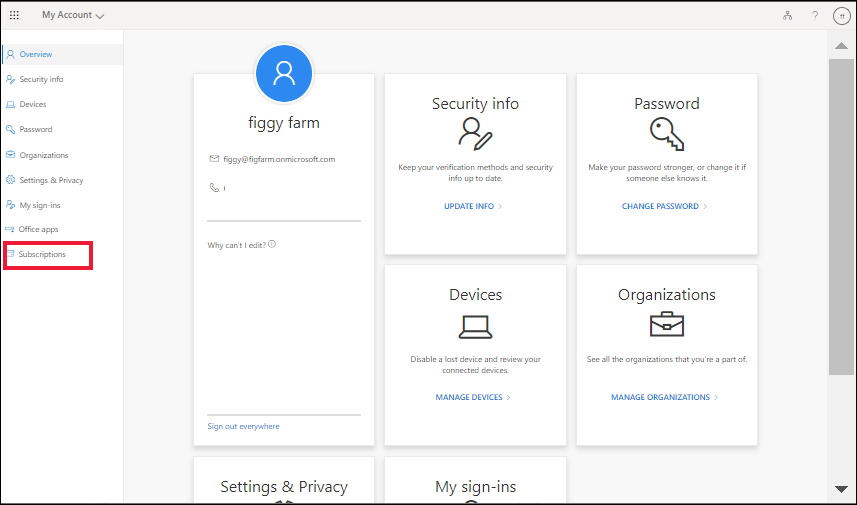 My Account
?
ff
Overview
Security info
Devices
Password
Organizations
Settings & Privacy
My sign-ins
Office apps
Subscriptions
figgy farm
figgy@figfarm.onmicrosoft.com
Why can't I edit?
Sign out everywhere
Security info
Keep your verification methods and security
info up to date.
UPDATE INFO
Password
Make your password stronger, or change it if
someone else knows it.
CHANGE PASSWORD
Devices
Disable a lost device and review your
connected devices.
MANAGE DEVICES
Organizations
See all the organizations that you're a part of.
MANAGE ORGANIZATIONS
Settings & Privacy
My sign-ins